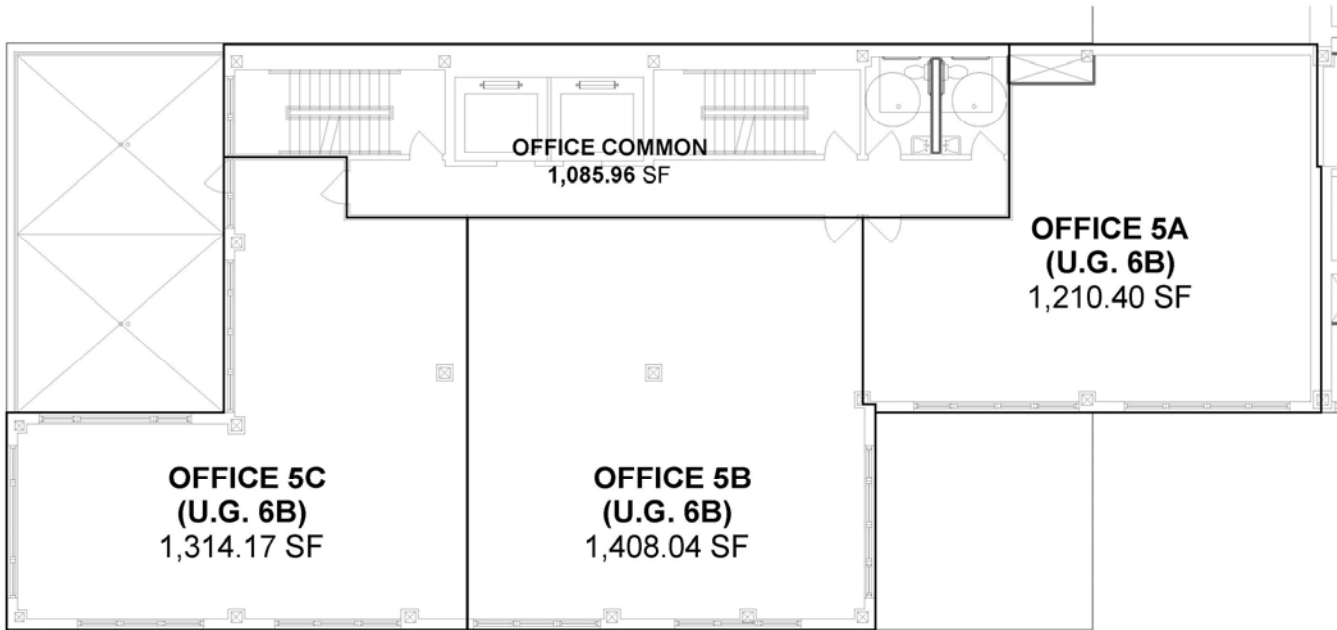 OFFICE COMMON
1,085.96 SF
OFFICE 5A
(U.G. 6B)
1,210.40 SF
OFFICE 5C
(U.G. 6B)
1,314.17 SF
OFFICE 5B
(U.G. 6B)
1,408.04 SF